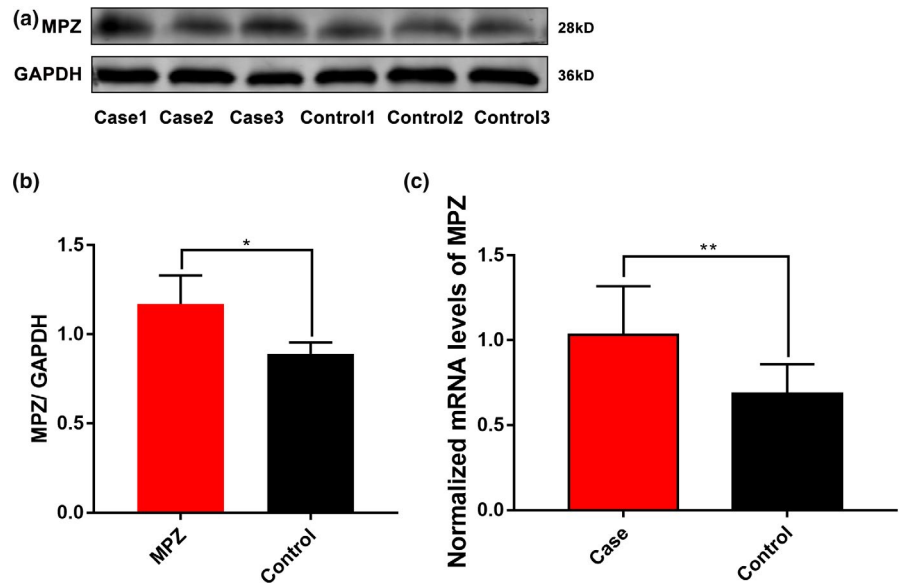 (a) MPZ 28kD
GAPDH 36kD
Case1 Case2 Case3 Control1 Control2 Control3
(b)
*
1.5
1.0
0.5
0.0
MPZ/ GAPDH
MPZ
Control
(c)
**
1.5
1.0
0.5
0.0
Normalized mRNA levels of MPZ
Case
Control